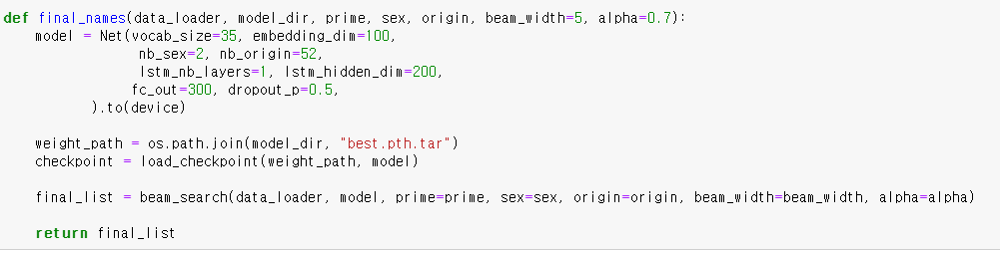 def final_names(data_loader, model_dir, prime, sex, origin, beam_width=5, alpha=0.7):
    model = Net(vocab_size=35, embedding_dim=100,
                nb_sex=2, nb_origin=52,
                lstm_nb_layers=1, lstm_hidden_dim=200,
               fc_out=300, dropout_p=0.5,
          ).to(device)

    weight_path = os.path.join(model_dir, "best.pth.tar")
    checkpoint = load_checkpoint(weight_path, model)

    final_list = beam_search(data_loader, model, prime=prime, sex=sex, origin=origin, beam_width=beam_width, alpha=alpha)

    return final_list